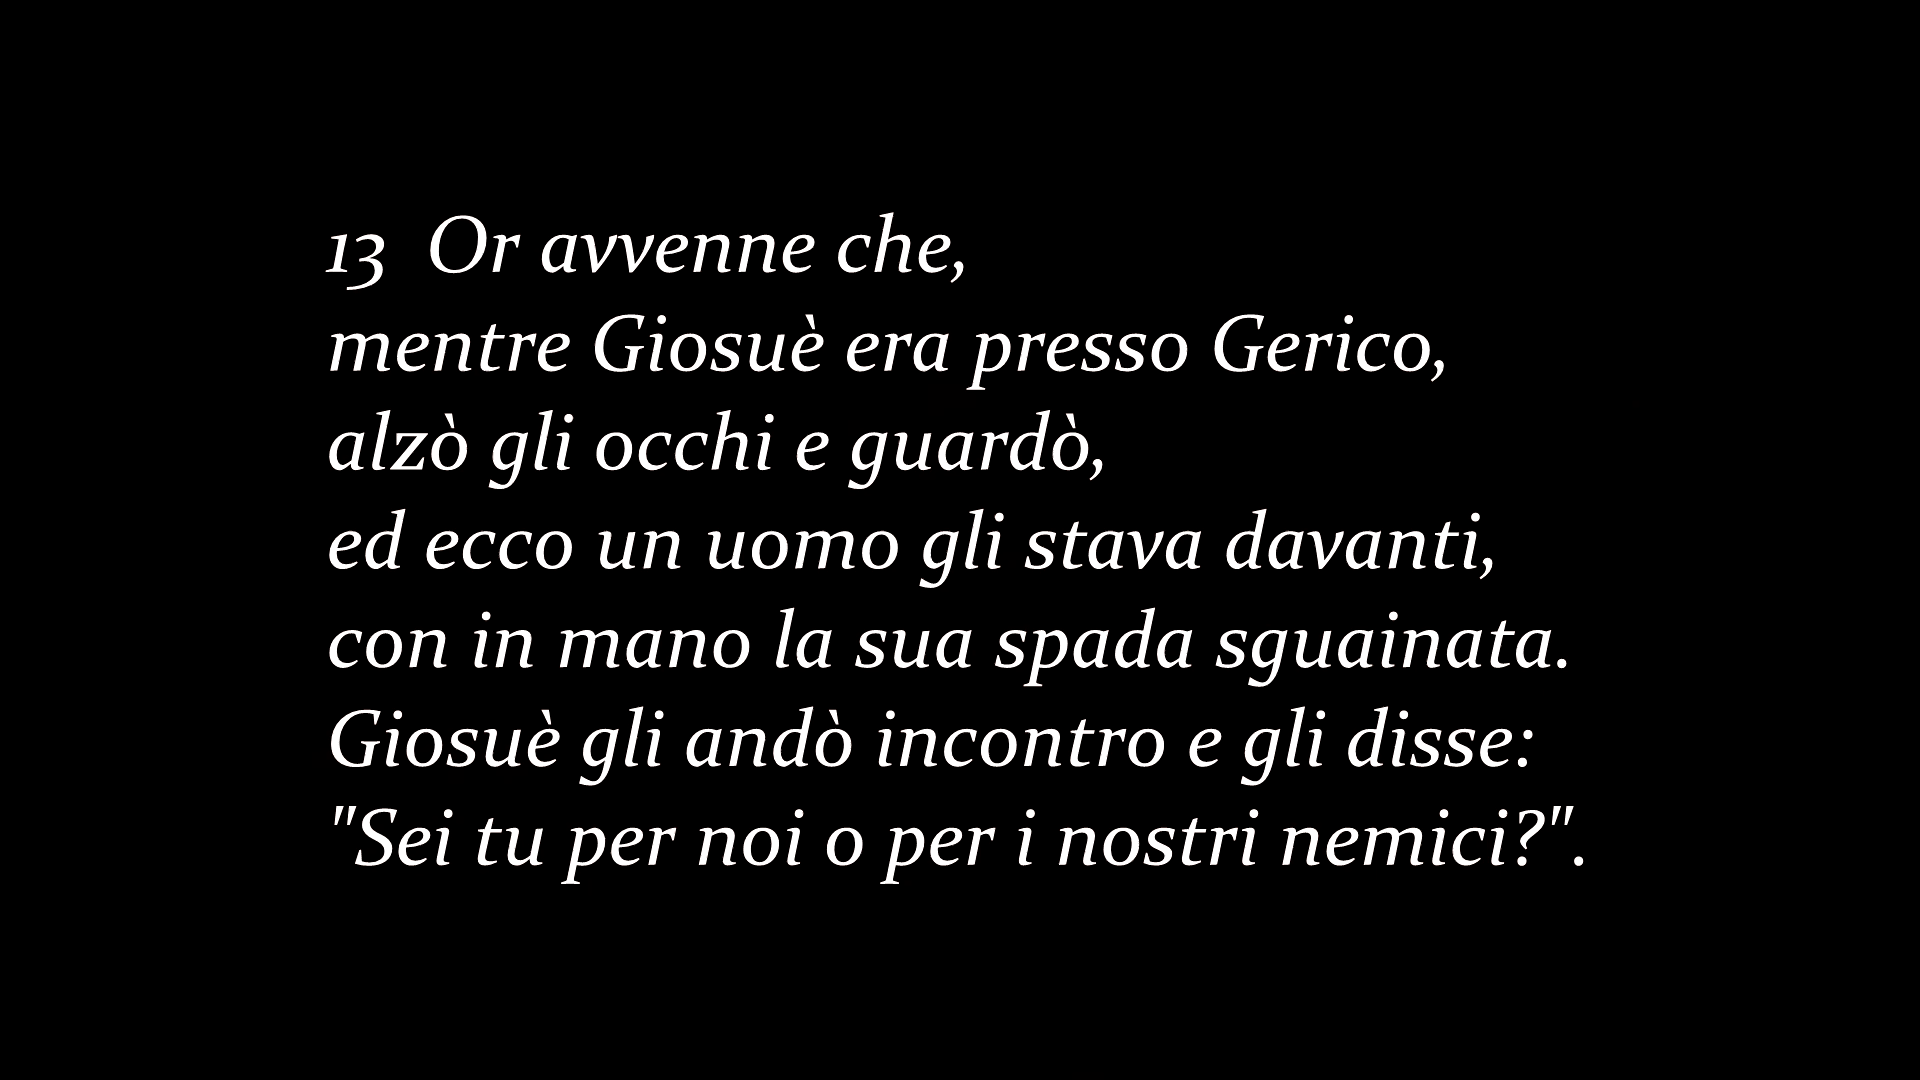 13 Or avvenne che,
mentre Giosuè era presso Gerico,
alzò gli occhi e guardò,
ed ecco un uomo gli stava davanti,
con in mano la sua spada sguainata.
Giosuè gli andò incontro e gli disse:
"Sei tu per noi o per i nostri nemici?".